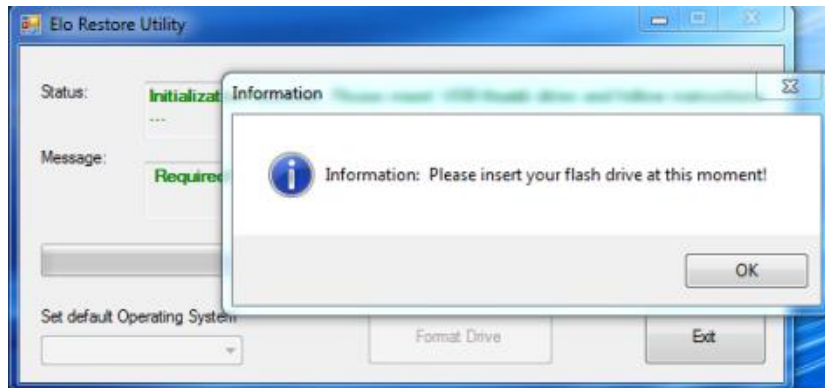 Elo Restore Utility
Status:
Initializat
---
Message:
Required
Set default Operating System
Format Drive
Exit
Information
Information: Please insert your flash drive at this moment!
OK